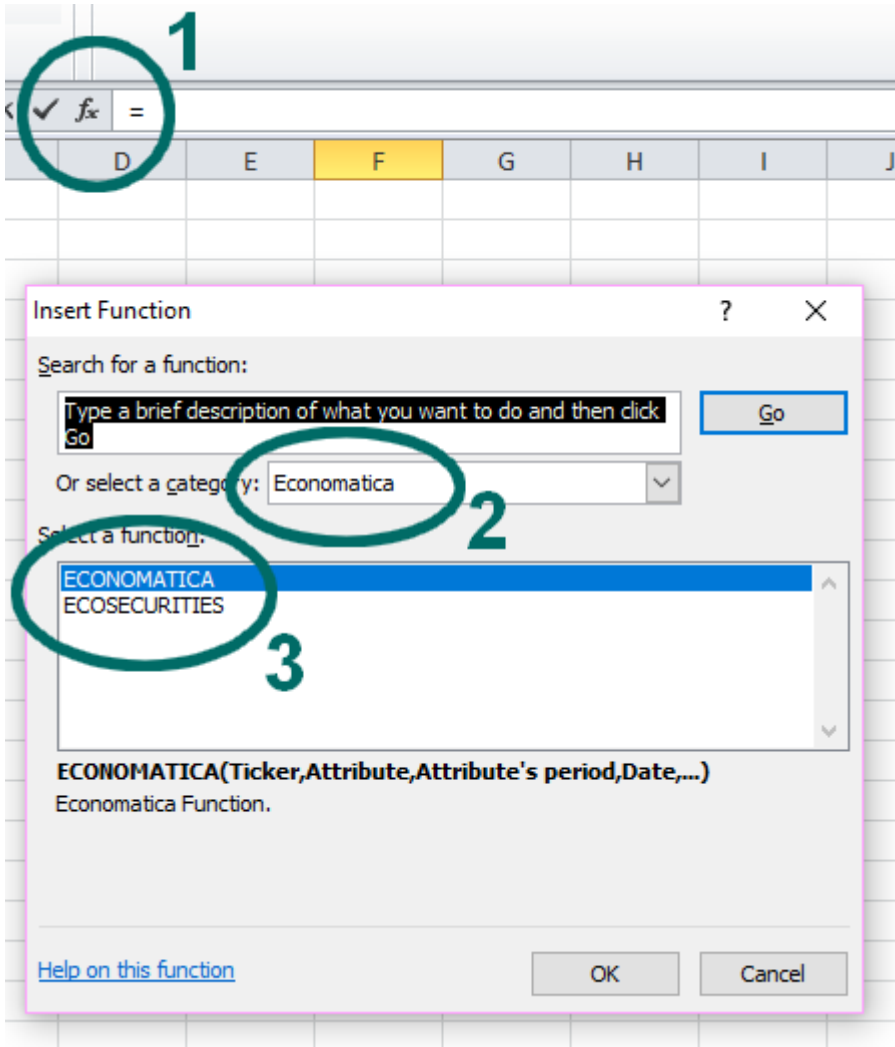 1
fx =
D E F G H I J
Insert Function ?
Search for a function:
Type a brief description of what you want to do and then click
Go
Go
Or select a category: Economatica
2
Select a function:
ECONOMATICA
ECOSECURITIES
3
ECONOMATICA(Ticker,Attribute,Attribute's period,Date,...)
Economatica Function.
Help on this function
OK Cancel